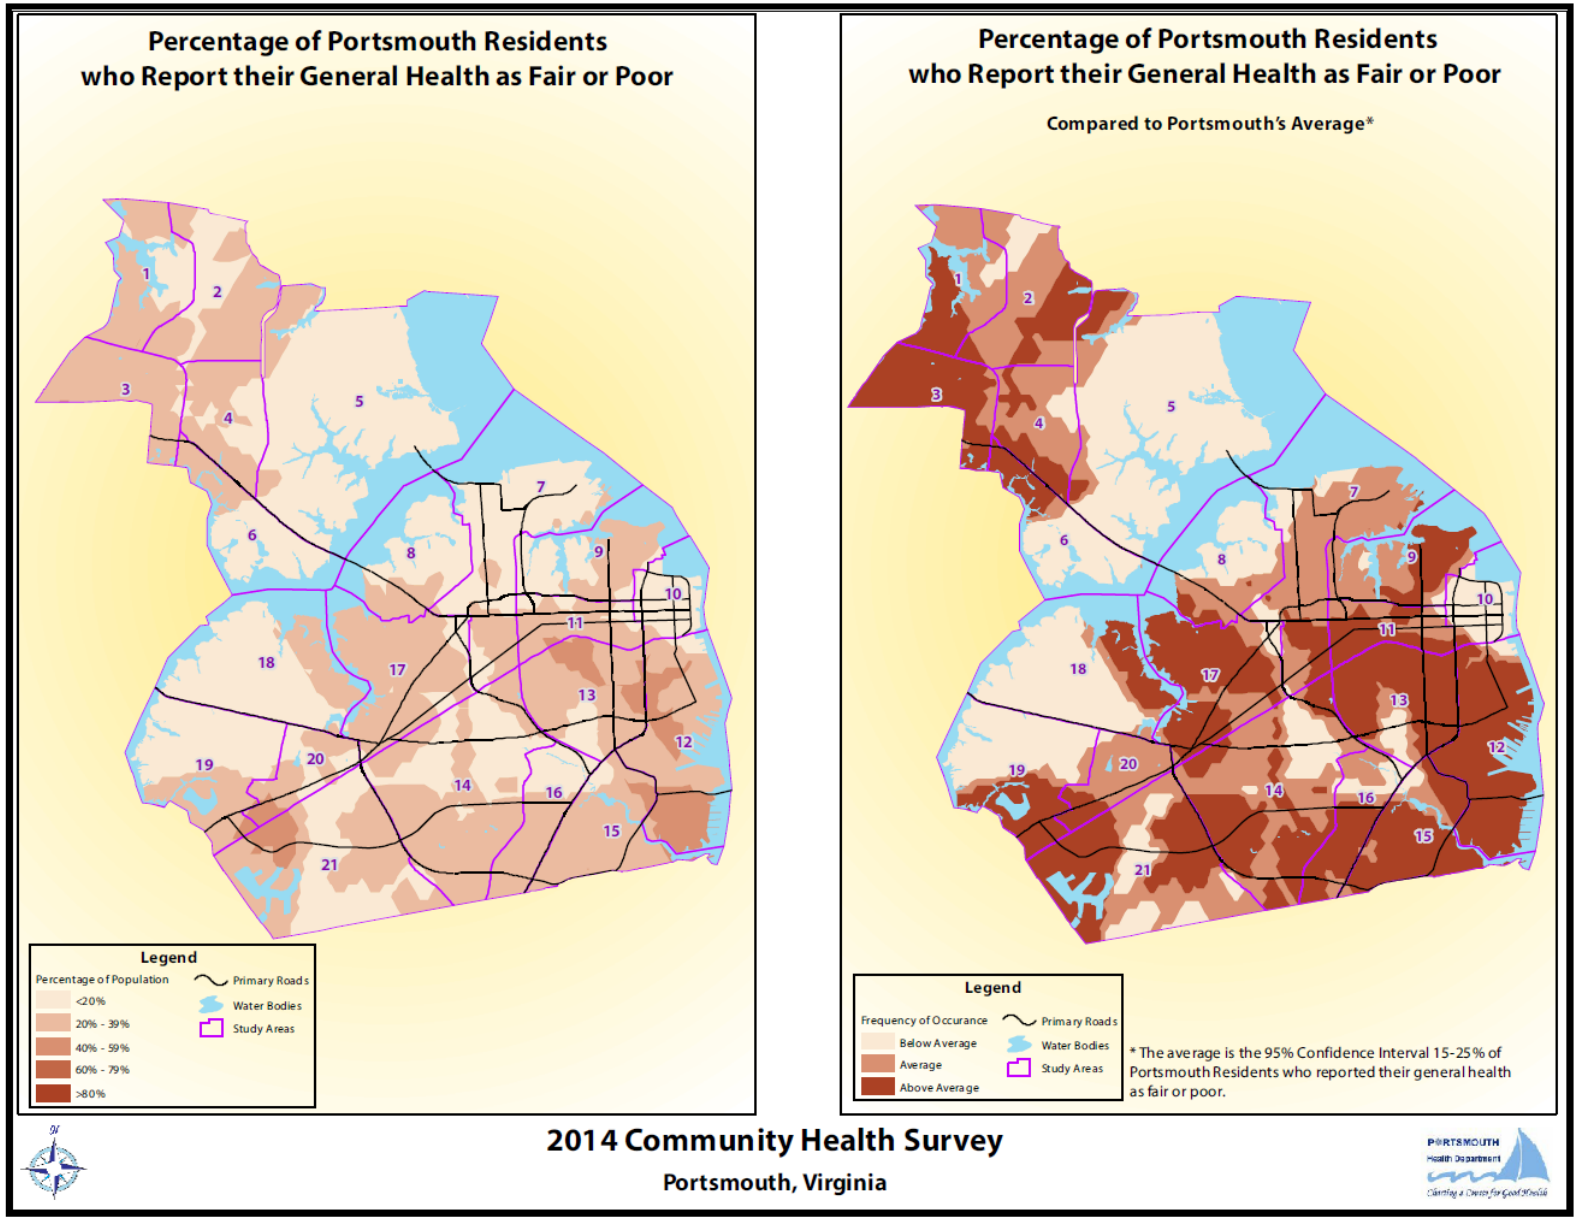 Percentage of Portsmouth Residents
who Report their General Health as Fair or Poor
1
2
3
4
5
6
7
8
9
10
11
12
13
14
15
16
17
18
19
20
21
Legend
Percentage of Population
<20%
20% - 39%
40% - 59%
60% - 79%
>80%
Primary Roads
Water Bodies
Study Areas
Percentage of Portsmouth Residents
who Report their General Health as Fair or Poor
Compared to Portsmouth's Average*
1
2
3
4
5
6
7
8
9
10
11
12
13
14
15
16
17
18
19
20
21
Legend
Frequency of Occurance
Below Average
Average
Above Average
Primary Roads
Water Bodies
Study Areas
* The average is the 95% Confidence Interval 15-25% of
Portsmouth Residents who reported their general health
as fair or poor.
N
2014 Community Health Survey
Portsmouth, Virginia
PORTSMOUTH
Health Department
Charting a Course for Good Health